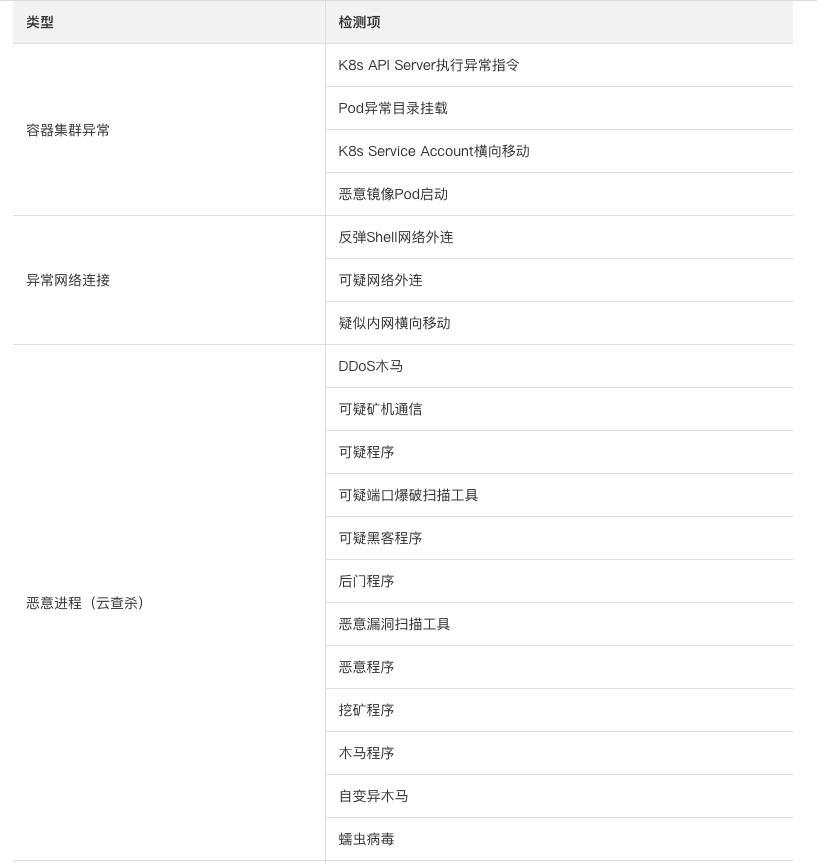 类型
检测项
容器集群异常
K8s API Server执行异常指令
Pod异常目录挂载
K8s Service Account横向移动
恶意镜像Pod启动
异常网络连接
反弹Shell网络外连
可疑网络外连
疑似内网横向移动
恶意进程（云查杀）
DDoS木马
可疑矿机通信
可疑程序
可疑端口爆破扫描工具
可疑黑客程序
后门程序
恶意漏洞扫描工具
恶意程序
挖矿程序
木马程序
自变异木马
蠕虫病毒